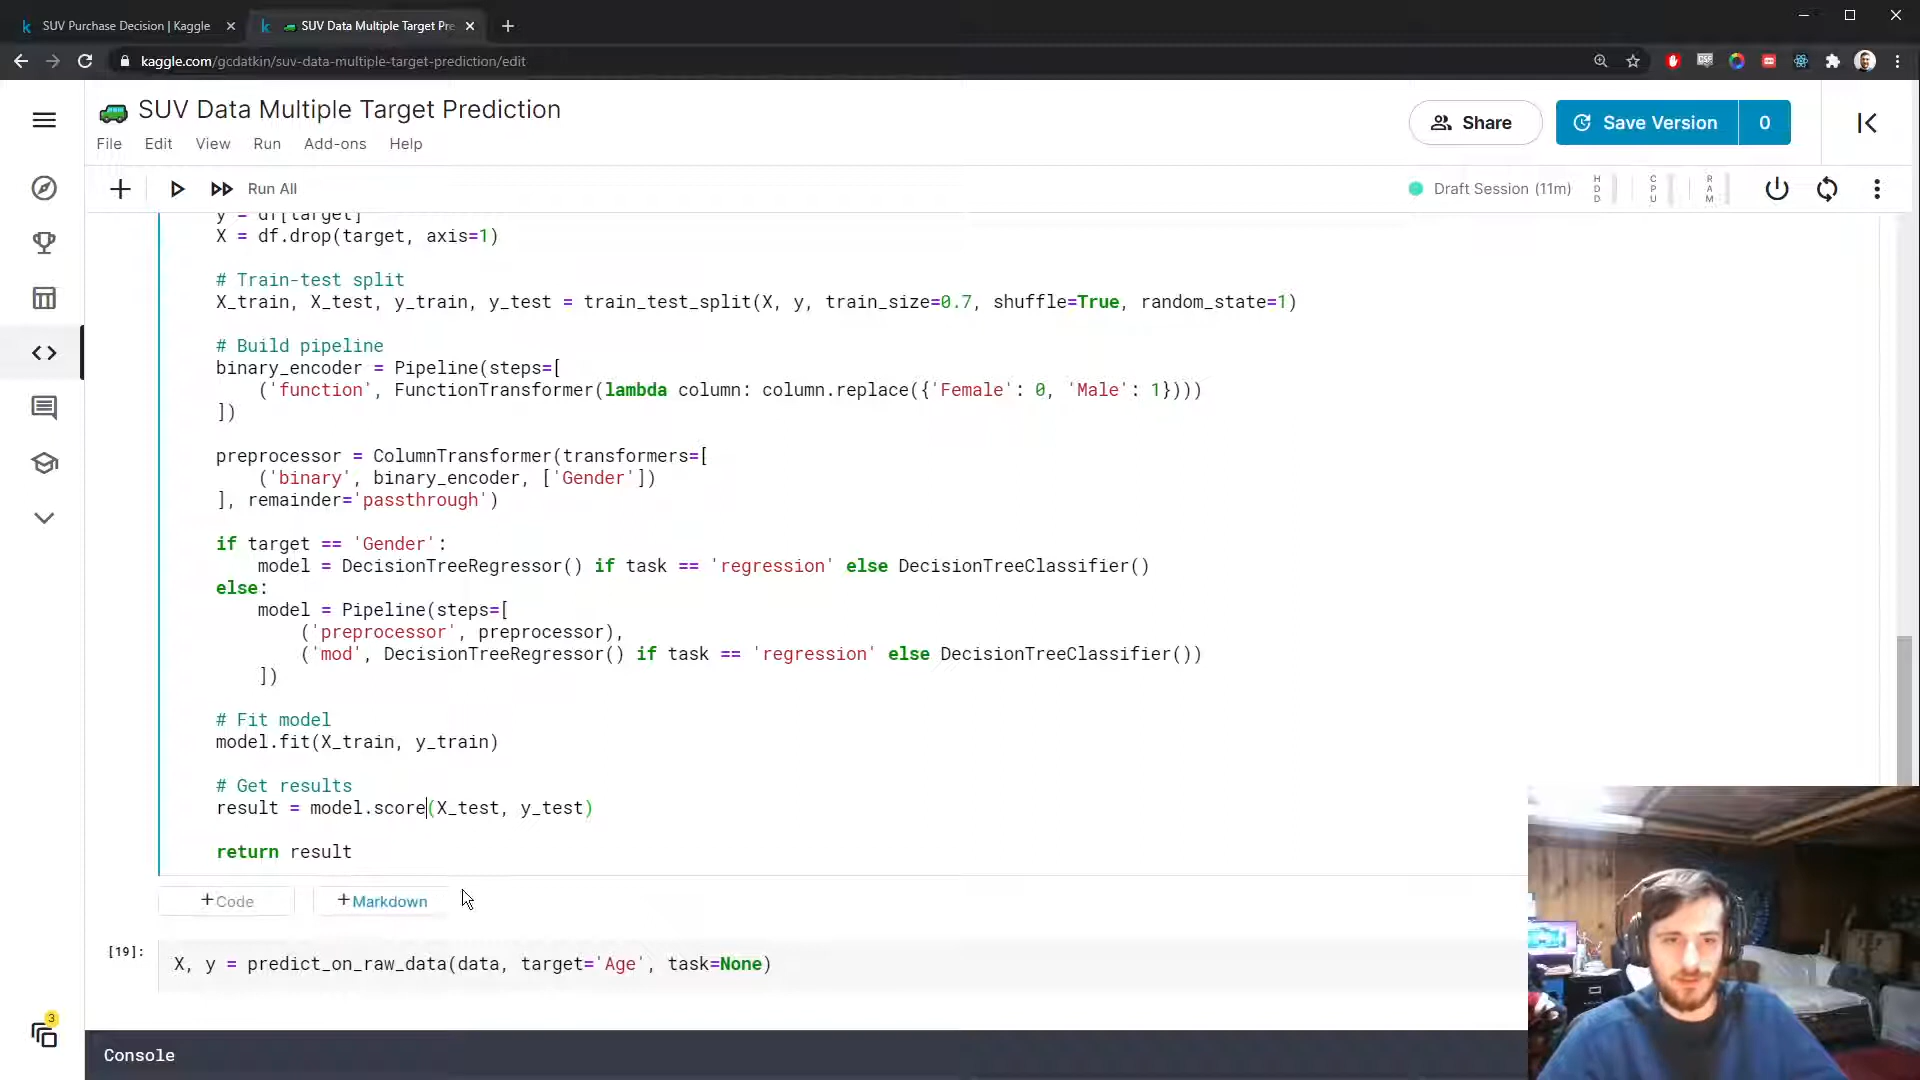 SUV Purchase Decision | Kaggle
SUV Data Multiple Target Pre
kaggle.com/gcdatkin/suv-data-multiple-target-prediction/edit
SUV Data Multiple Target Prediction
File Edit View Run Add-ons Help
Share
Save Version 0
Run All
Draft Session (11m)
HDD
CPU
RAM
y = df[target]
X = df.drop(target, axis=1)
# Train-test split
X_train, X_test, y_train, y_test = train_test_split(X, y, train_size=0.7, shuffle=True, random_state=1)
# Build pipeline
binary_encoder = Pipeline(steps=[
('function', FunctionTransformer(lambda column: column.replace({'Female': 0, 'Male': 1})))
])
preprocessor = ColumnTransformer(transformers=[
('binary', binary_encoder, ['Gender'])
], remainder='passthrough')
if target == 'Gender':
model = DecisionTreeRegressor() if task == 'regression' else DecisionTreeClassifier()
else:
model = Pipeline(steps=[
('preprocessor', preprocessor),
('mod', DecisionTreeRegressor() if task == 'regression' else DecisionTreeClassifier())
])
# Fit model
model.fit(X_train, y_train)
# Get results
result = model.score(X_test, y_test)
return result
+Code
+Markdown
[19]:
X, y = predict_on_raw_data(data, target='Age', task=None)
3
Console